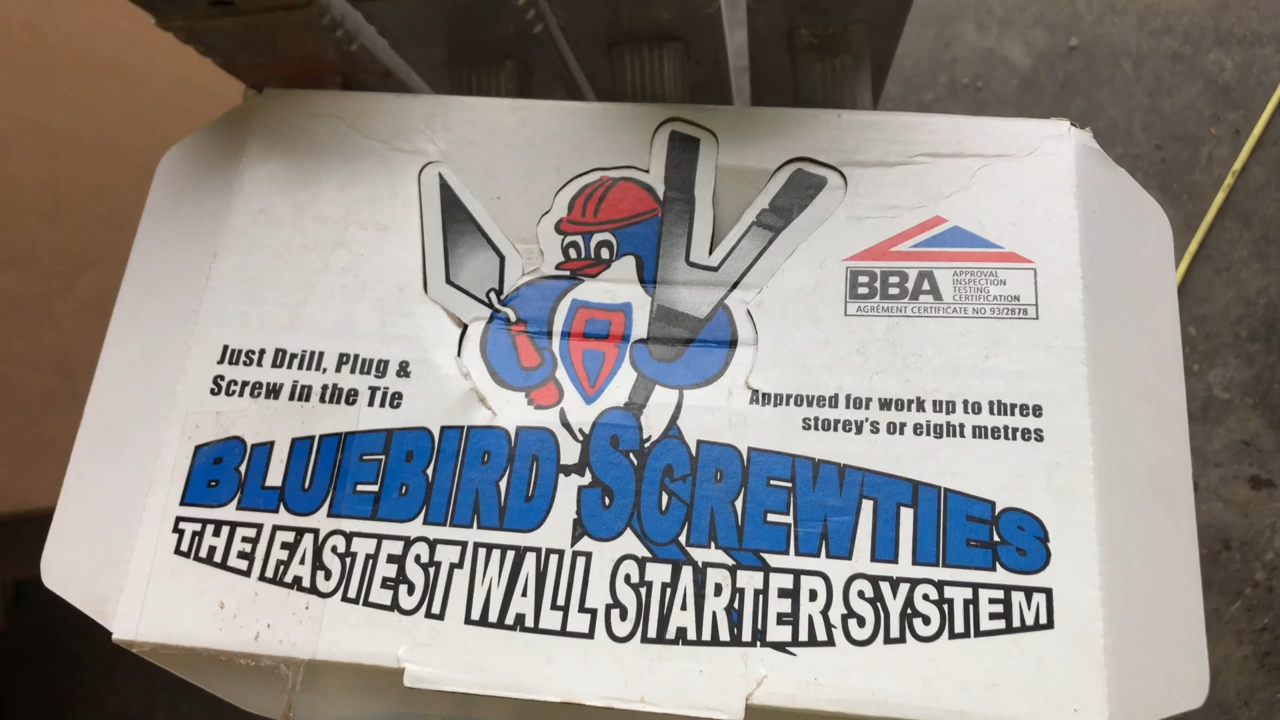 BBA
APPROVAL
INSPECTION
TESTING
CERTIFICATION
AGRÉMENT CERTIFICATE NO 93/2878
Just Drill, Plug &
Screw in the Tie
Approved for work up to three
storey's or eight metres
BLUEBIRD SCREWTIES
THE FASTEST WALL STARTER SYSTEM